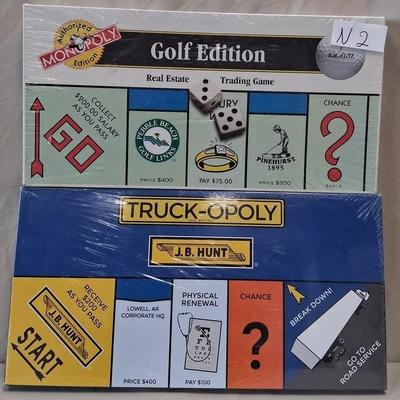 Authorized
MONOPOLY
Edition
Golf Edition
N 2
Real Estate
Trading Game
COLLECT
$200.00 SALARY
AS YOU PASS
GO
PEBBLE BEACH
GOLF LINKS
PRICE $400
URY
PAY $75.00
PINEHURST
1895
PRICE $350
CHANCE
?
TRUCK-OPOLY
J.B. HUNT
RECEIVE
$200
AS YOU PASS
J.B. HUNT
START
LOWELL, AR
CORPORATE HQ
PRICE $400
PHYSICAL
RENEWAL
PAY $100
CHANCE
?
BREAK DOWN!
GO TO
ROAD SERVICE